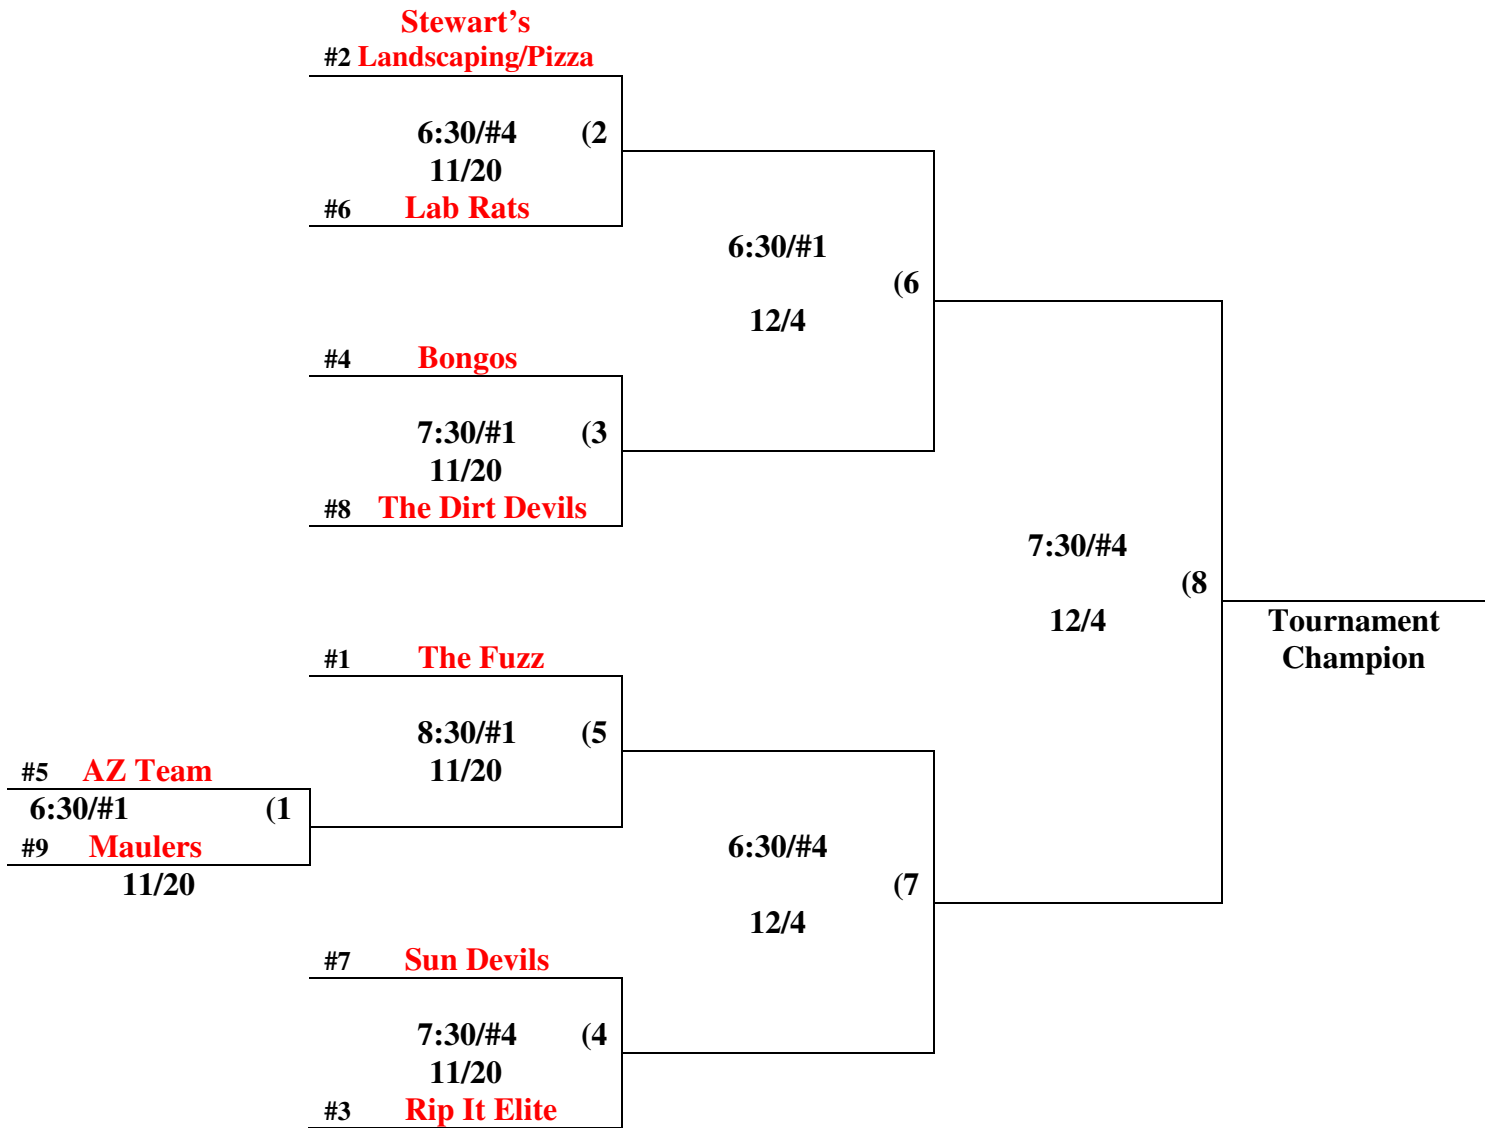 Stewart’s
#2 Landscaping/Pizza
6:30/#4 (2
11/20
#6 Lab Rats
6:30/#1
(6
12/4
#4 Bongos
7:30/#1 (3
11/20
#8 The Dirt Devils
7:30/#4
(8
12/4
Tournament
Champion
#1 The Fuzz
8:30/#1 (5
11/20
#5 AZ Team
6:30/#1 (1
#9 Maulers
11/20
6:30/#4
(7
12/4
#7 Sun Devils
7:30/#4 (4
11/20
#3 Rip It Elite